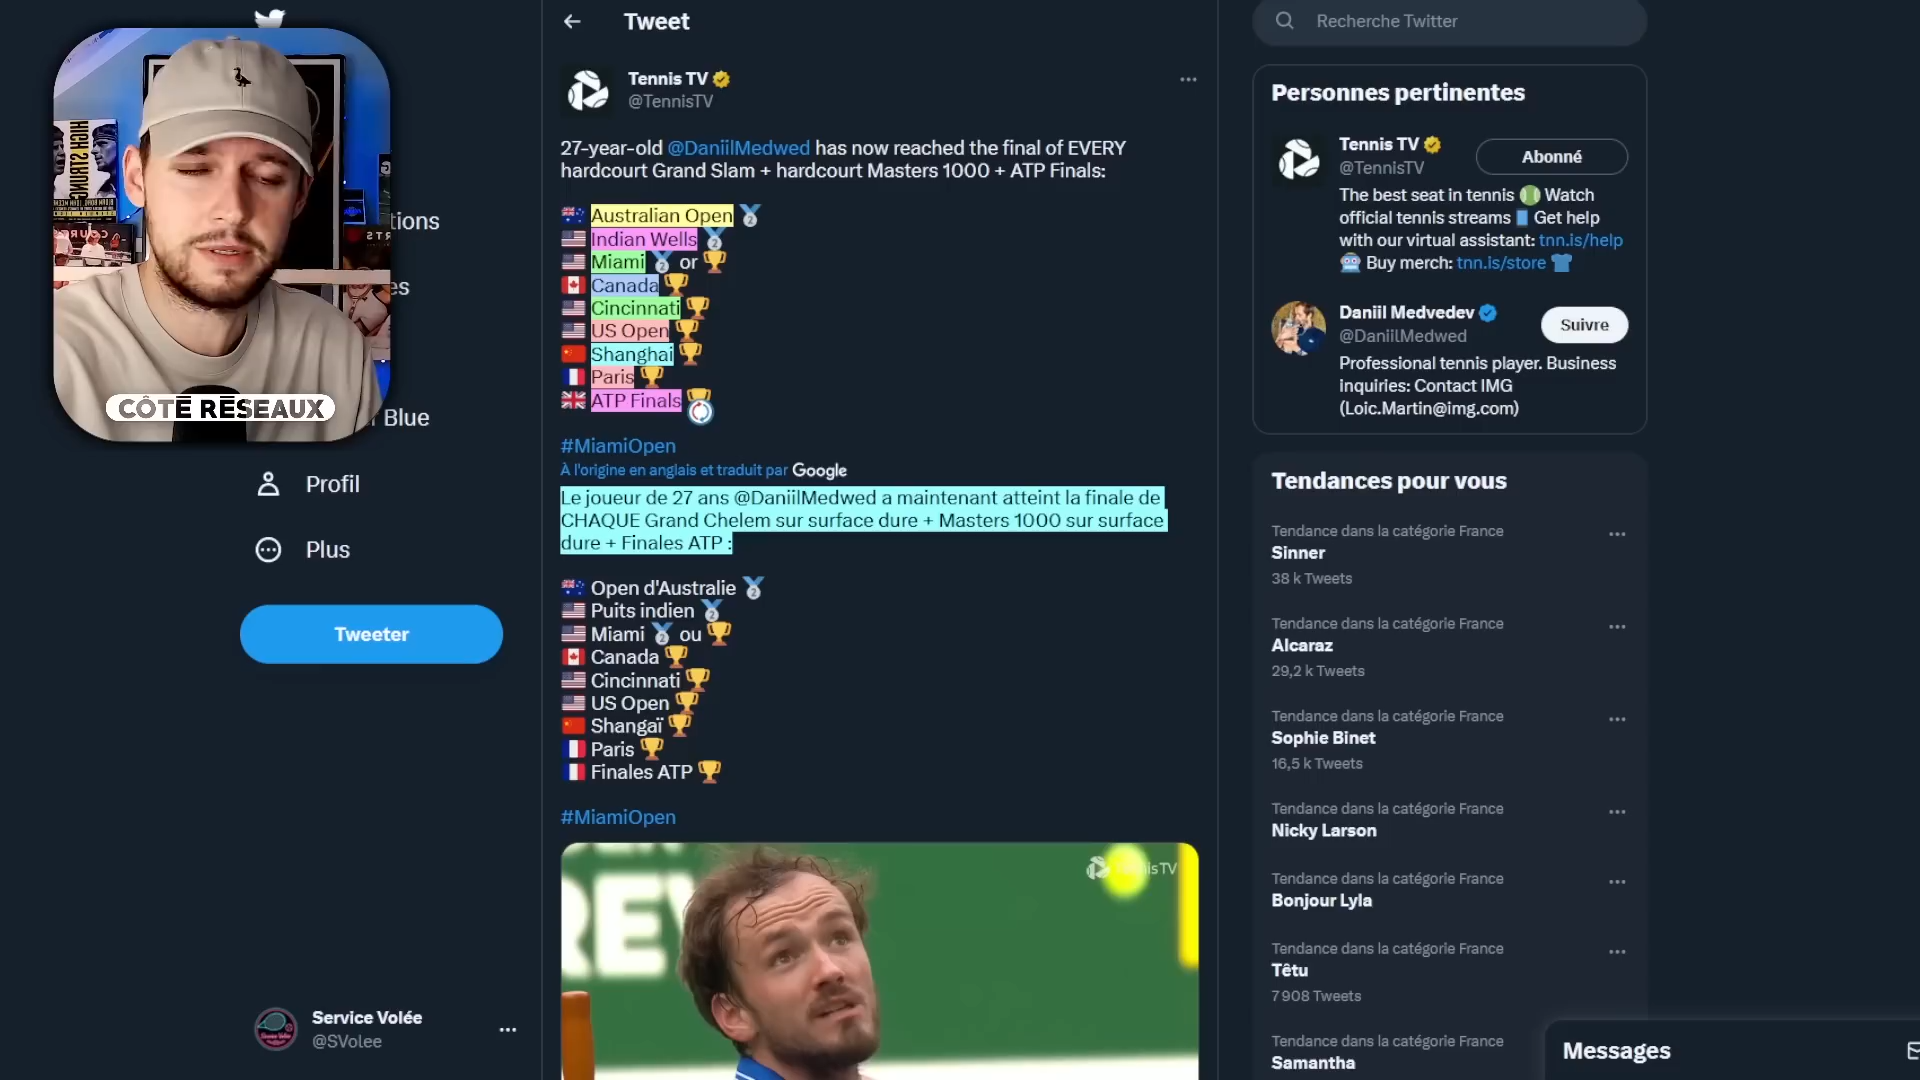 Tweet
Recherche Twitter
HIGH STRUNG
CÔTÉ RÉSEAUX
tions
es
Blue
Profil
Plus
Tweeter
Service Volée
@SVolee
Tennis TV
@TennisTV
27-year-old @DaniilMedwed has now reached the final of EVERY
hardcourt Grand Slam + hardcourt Masters 1000 + ATP Finals:
Australian Open
Indian Wells
Miami or
Canada
Cincinnati
US Open
Shanghai
Paris
ATP Finals
#MiamiOpen
À l'origine en anglais et traduit par Google
Le joueur de 27 ans @DaniilMedwed a maintenant atteint la finale de
CHAQUE Grand Chelem sur surface dure + Masters 1000 sur surface
dure + Finales ATP :
Open d'Australie
Puits indien
Miami ou
Canada
Cincinnati
US Open
Shangaï
Paris
Finales ATP
#MiamiOpen
REY
Personnes pertinentes
Tennis TV
Abonné
@TennisTV
The best seat in tennis Watch
official tennis streams Get help
with our virtual assistant: tnn.is/help
Buy merch: tnn.is/store
Daniil Medvedev
Suivre
@DaniilMedwed
Professional tennis player. Business
inquiries: Contact IMG
(Loic.Martin@img.com)
Tendances pour vous
Tendance dans la catégorie France
Sinner
38 k Tweets
Tendance dans la catégorie France
Alcaraz
29,2 k Tweets
Tendance dans la catégorie France
Sophie Binet
16,5 k Tweets
Tendance dans la catégorie France
Nicky Larson
Tendance dans la catégorie France
Bonjour Lyla
Tendance dans la catégorie France
Têtu
7 908 Tweets
Tendance dans la catégorie France
Samantha
Messages